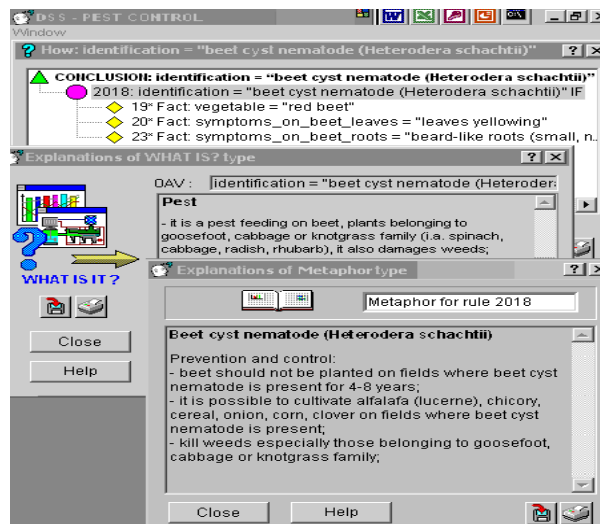 DSS - PEST CONTROL
Window
How: identification = "beet cyst nematode (Heterodera schachtii)"
CONCLUSION: identification = "beet cyst nematode (Heterodera schachtii)"
2018: identification = "beet cyst nematode (Heterodera schachtii)" IF
19* Fact: vegetable = "red beet"
20* Fact: symptoms_on_beet_leaves = "leaves yellowing"
23* Fact: symptoms_on_beet_roots = "beard-like roots (small, n..
Explanations of WHAT IS? type
OAV : identification = "beet cyst nematode (Heteroder
Pest
- it is a pest feeding on beet, plants belonging to
goosefoot, cabbage or knotgrass family (i.a. spinach,
cabbage, radish, rhubarb), it also damages weeds;
WHAT IS IT ?
Close
Help
Explanations of Metaphor type
Metaphor for rule 2018
Beet cyst nematode (Heterodera schachtii)
Prevention and control:
- beet should not be planted on fields where beet cyst
nematode is present for 4-8 years;
- it is possible to cultivate alfalafa (lucerne), chicory,
cereal, onion, corn, clover on fields where beet cyst
nematode is present;
- kill weeds especially those belonging to goosefoot,
cabbage or knotgrass family;
Close Help